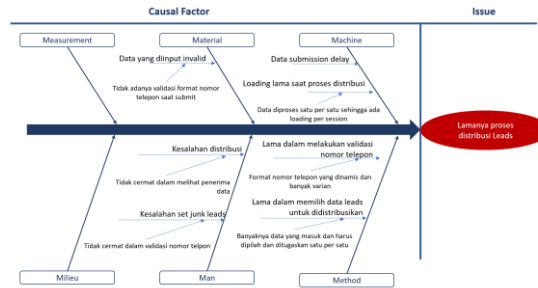 Causal Factor
Issue
Measurement
Material
Machine
Data yang diinput invalid
Tidak adanya validasi format nomor
telepon saat submit
Data submission delay
Loading lama saat proses distribusi
Data diproses satu per satu sehingga ada
loading per session
Lamanya proses
distribusi Leads
Kesalahan distribusi
Tidak cermat dalam melihat penerima
data
Kesalahan set junk leads
Tidak cermat dalam validasi nomor telpon
Lama dalam melakukan validasi
nomor telepon
Format nomor telepon yang dinamis dan
banyak varian
Lama dalam memilih data leads
untuk didistribusikan
Banyaknya data yang masuk dan harus
dipilah dan ditugaskan satu per satu
Milieu
Man
Method